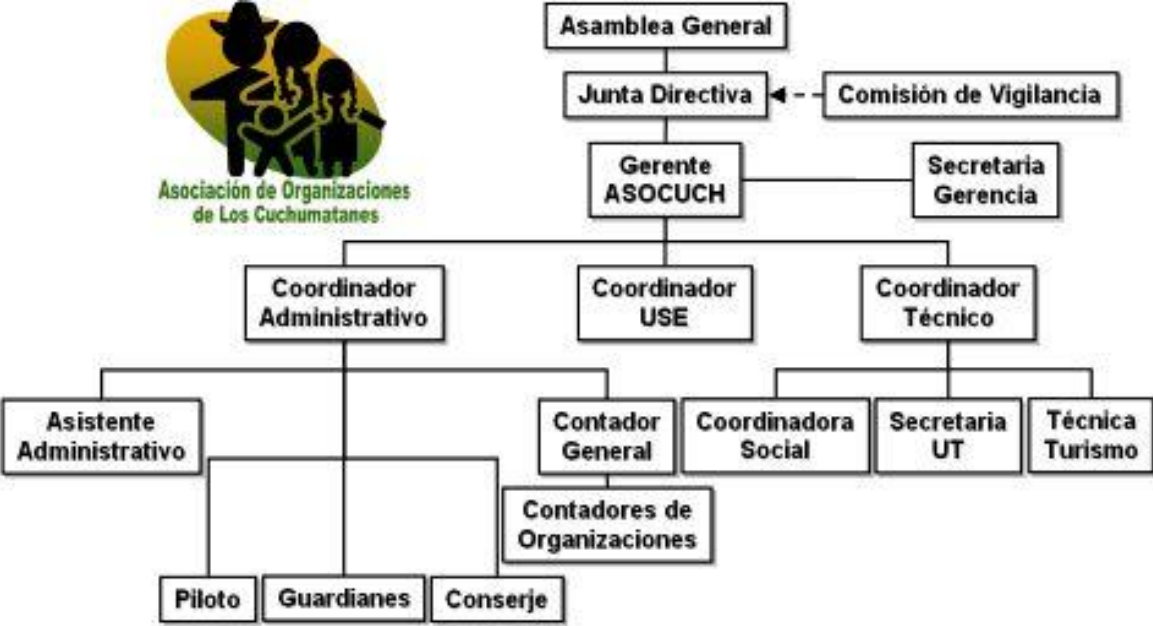 Asamblea General
Junta Directiva
Comisión de Vigilancia
Asociación de Organizaciones
de Los Cuchumatanes
Gerente
ASOCUCH
Secretaria
Gerencia
Coordinador
Administrativo
Coordinador
USE
Coordinador
Técnico
Asistente
Administrativo
Contador
General
Coordinadora
Social
Secretaria
UT
Técnica
Turismo
Contadores de
Organizaciones
Piloto
Guardianes
Conserje